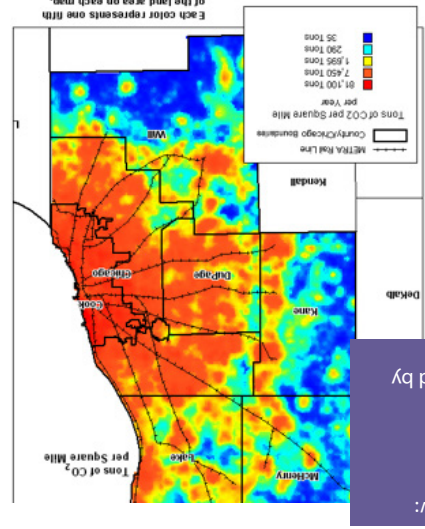 d by
Tons of CO2
per Square Mile
McHenry
Lake
Kane
DuPage
Cook
Chicago
DeKalb
Kendall
Will
METRA Rail Line
County/Chicago Boundaries
Tons of CO2 per Square Mile
per Year
81,100 Tons
7,450 Tons
1,695 Tons
290 Tons
35 Tons
Each color represents one fifth
of the land area on each map.